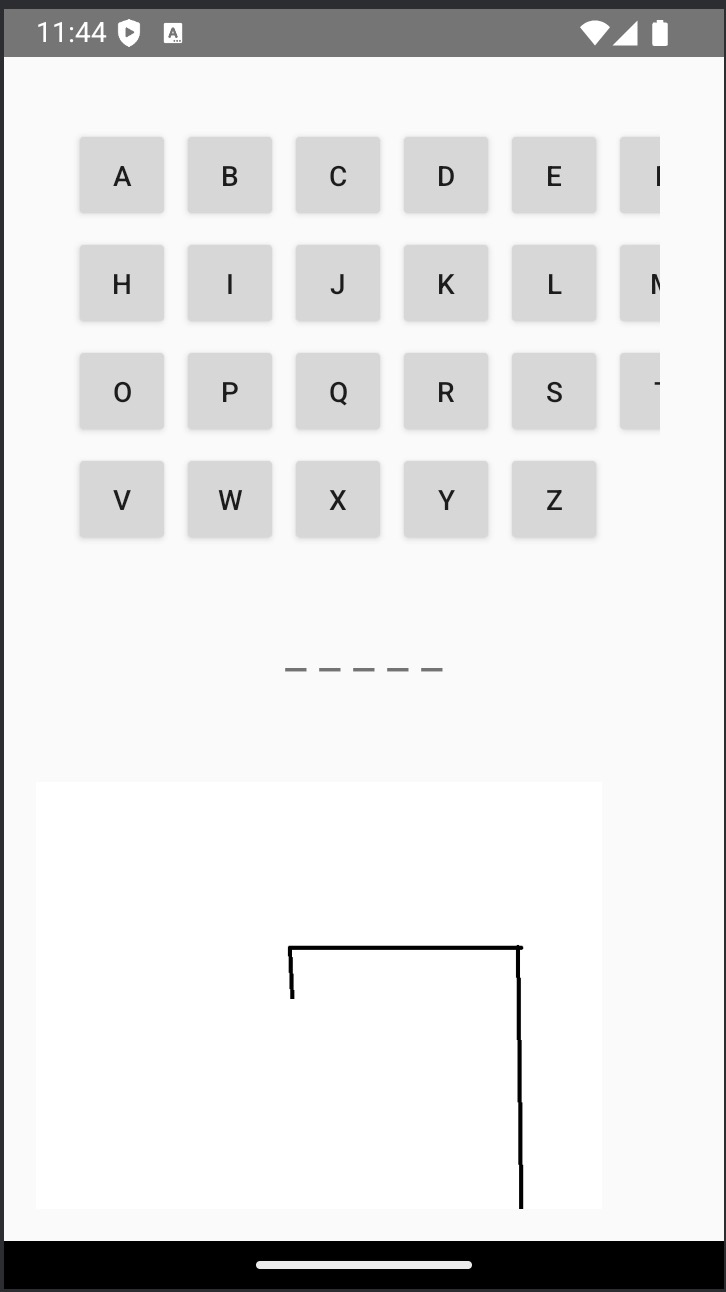 11:44
A B C D E
H I J K L M
O P Q R S T
V W X Y Z
_ _ _ _ _